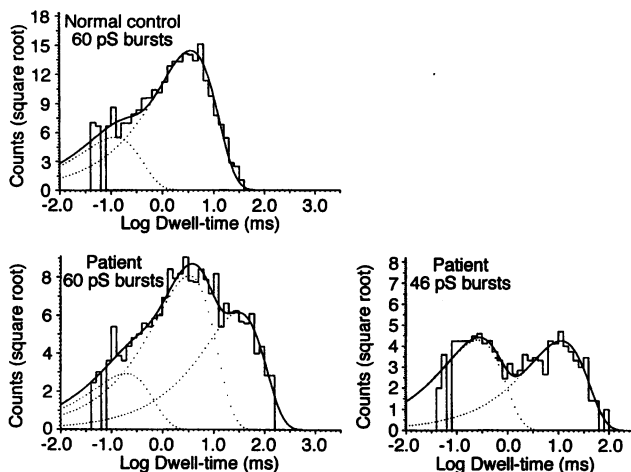 Normal control
60 pS bursts
Counts (square root)
18
15
12
9
6
3
0
-2.0 -1.0 0.0 1.0 2.0 3.0
Log Dwell-time (ms)
Patient
60 pS bursts
Counts (square root)
8
6
4
2
0
-2.0 -1.0 0.0 1.0 2.0 3.0
Log Dwell-time (ms)
Patient
46 pS bursts
Counts (square root)
8
7
6
5
4
3
2
1
0
-2.0 -1.0 0.0 1.0 2.0
Log Dwell-time (ms)